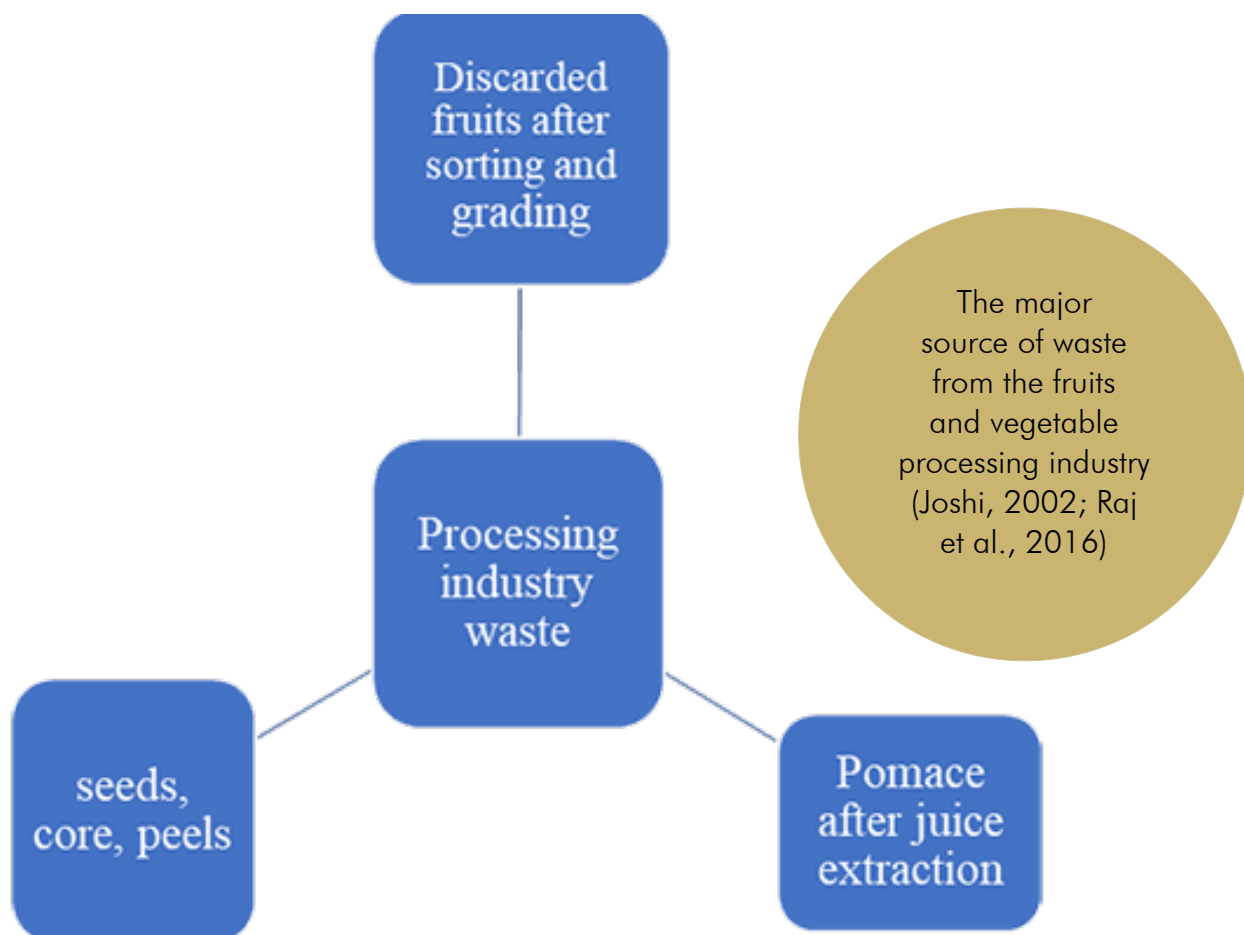 Discarded
fruits after
sorting and
grading
The major
source of waste
from the fruits
and vegetable
processing industry
(Joshi, 2002; Raj
et al., 2016)
Processing
industry
waste
seeds,
core, peels
Pomace
after juice
extraction